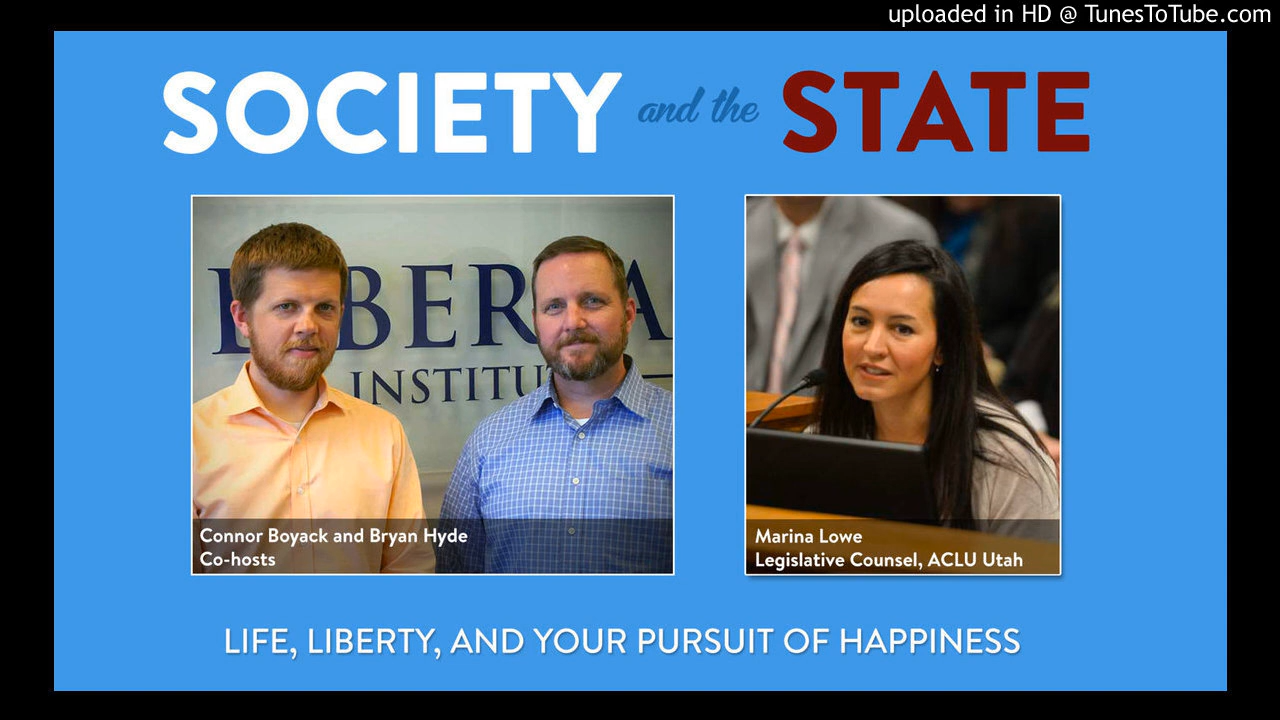 uploaded in HD @ TunesToTube.com
SOCIETY and the STATE
INSTITU
Connor Boyack and Bryan Hyde
Co-hosts
Marina Lowe
Legislative Counsel, ACLU Utah
LIFE, LIBERTY, AND YOUR PURSUIT OF HAPPINESS